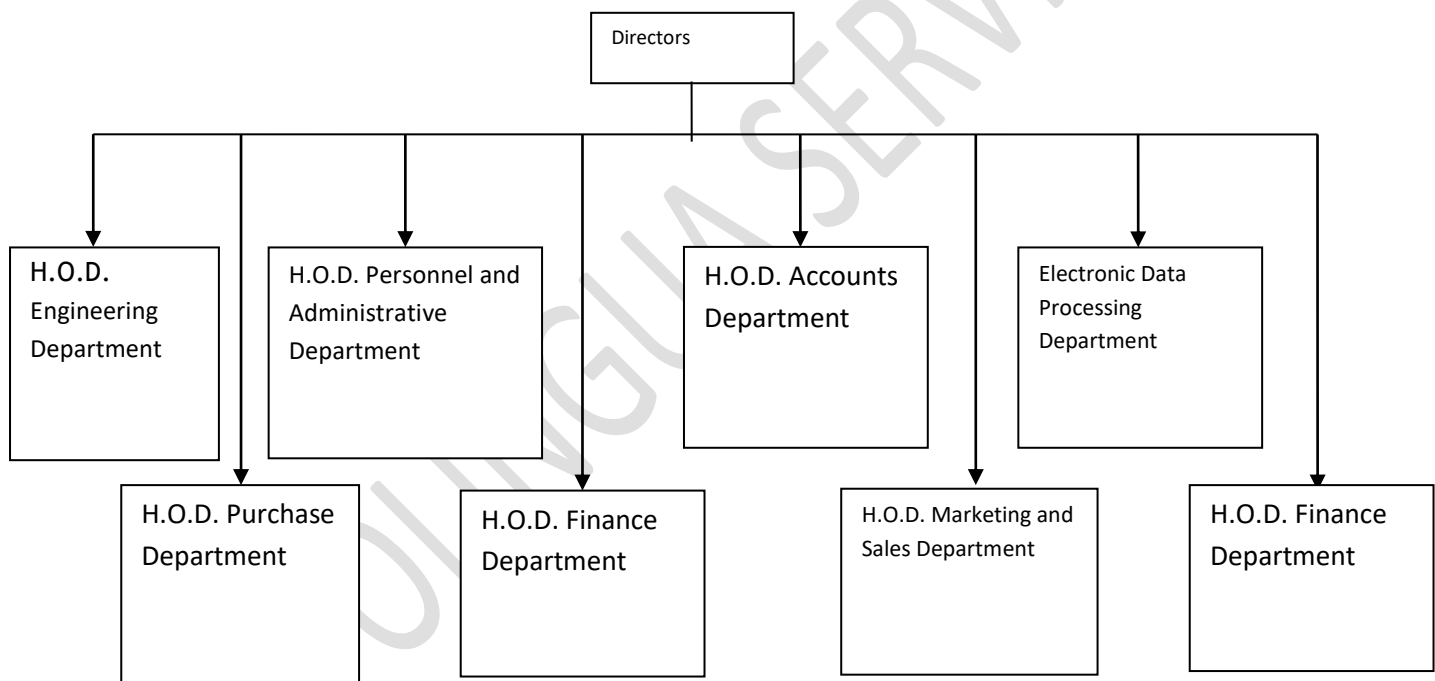 Directors
H.O.D.
Engineering
Department
H.O.D. Personnel and
Administrative
Department
H.O.D. Accounts
Department
Electronic Data
Processing
Department
H.O.D. Purchase
Department
H.O.D. Finance
Department
H.O.D. Marketing and
Sales Department
H.O.D. Finance
Department